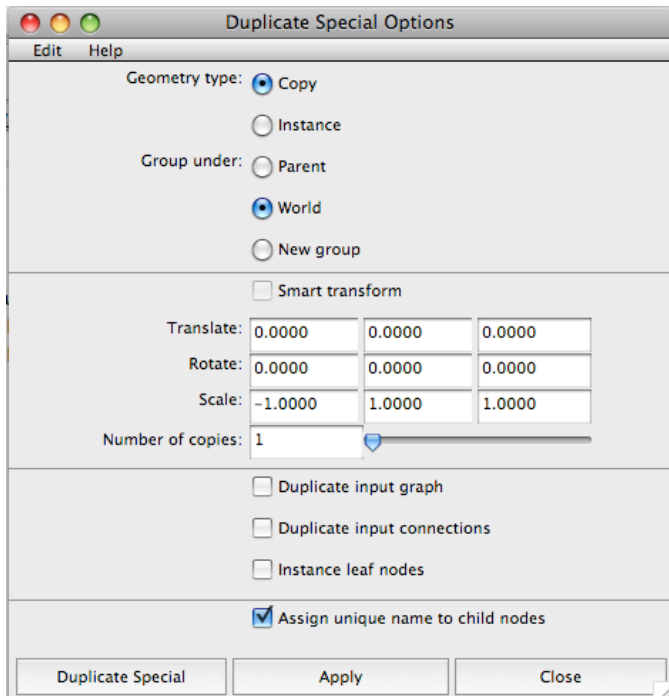 Duplicate Special Options
Edit Help
Geometry type: Copy
Instance
Group under: Parent
World
New group
Smart transform
Translate: 0.0000 0.0000 0.0000
Rotate: 0.0000 0.0000 0.0000
Scale: -1.0000 1.0000 1.0000
Number of copies: 1
Duplicate input graph
Duplicate input connections
Instance leaf nodes
Assign unique name to child nodes
Duplicate Special Apply Close